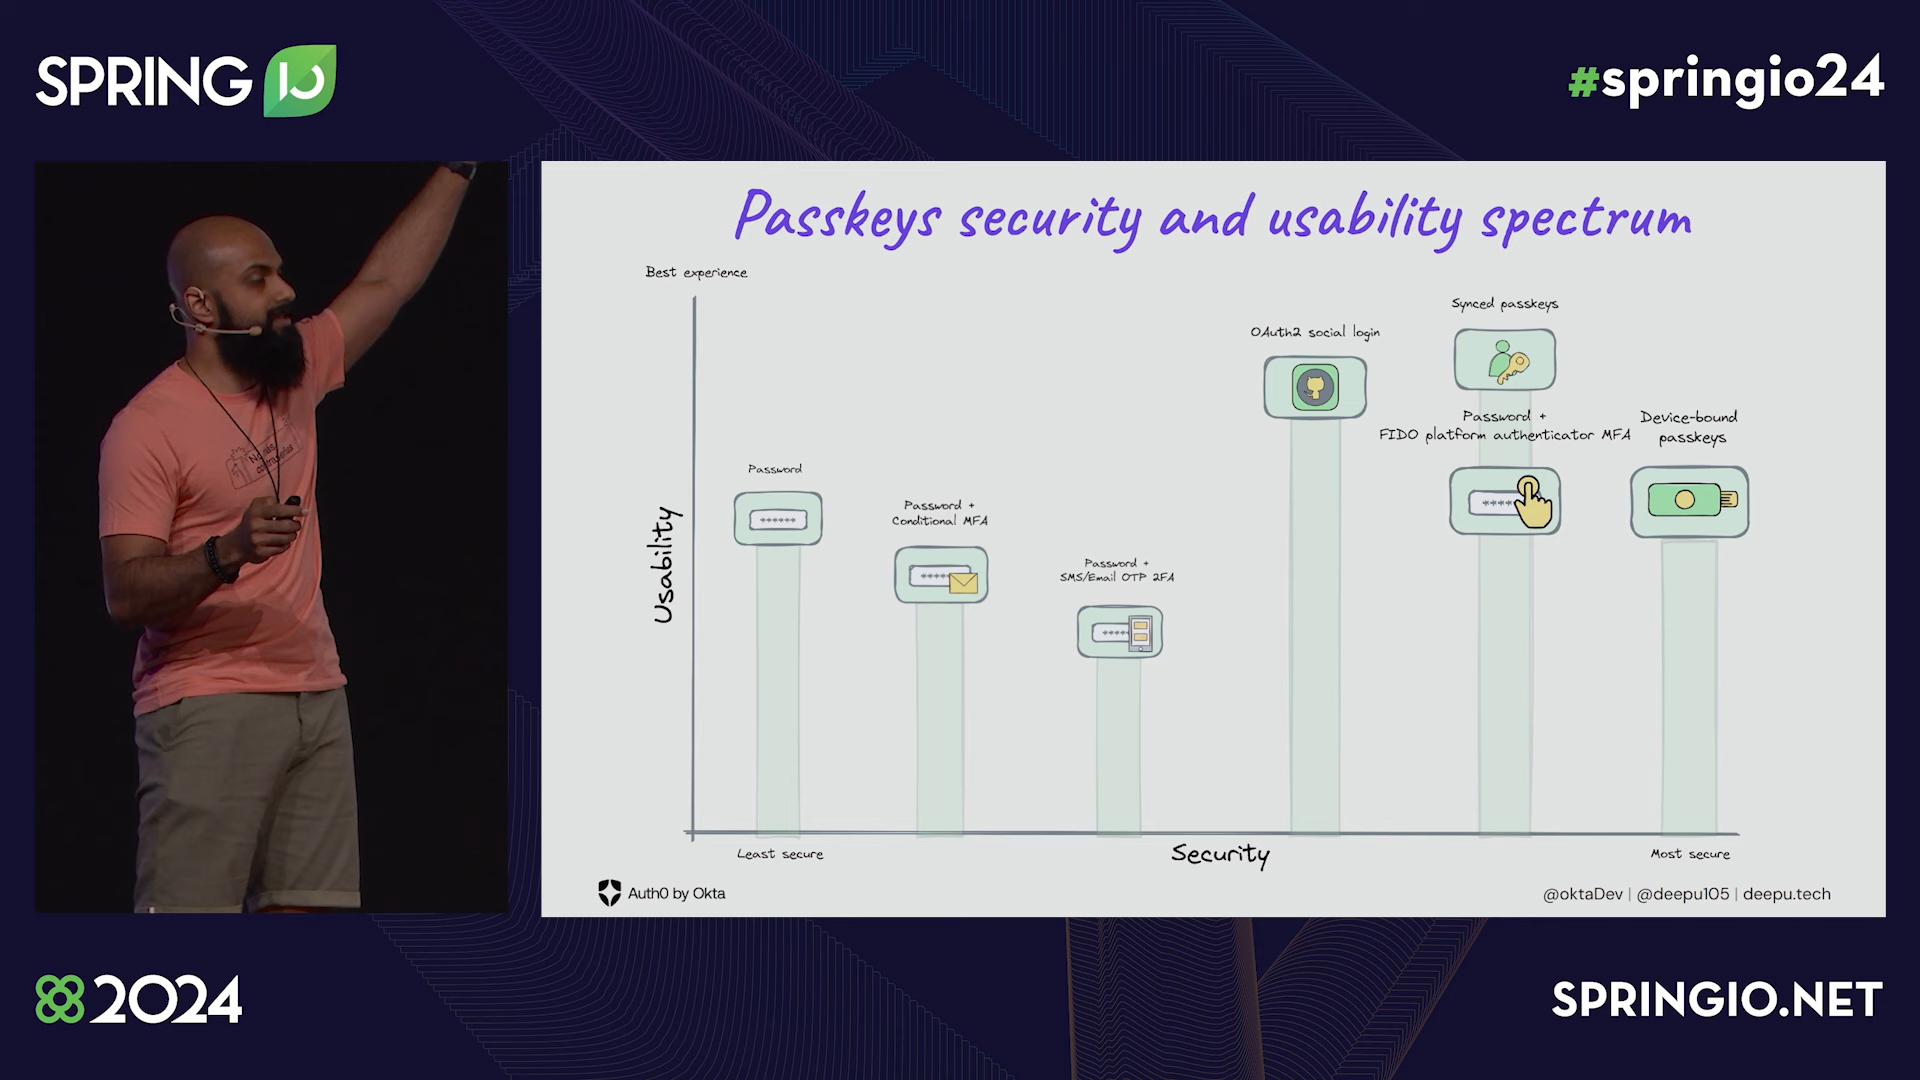 SPRING IO
#springio24
Passkeys security and usability spectrum
Best experience
Synced passkeys
OAuth2 social login
Password +
FIDO platform authenticator MFA
Device-bound
passkeys
Password
******
Password +
Conditional MFA
Password +
SMS/Email OTP 2FA
Usability
Least secure
Security
Most secure
Auth0 by Okta
@oktaDev | @deepu105 | deepu.tech
2024
SPRINGIO.NET